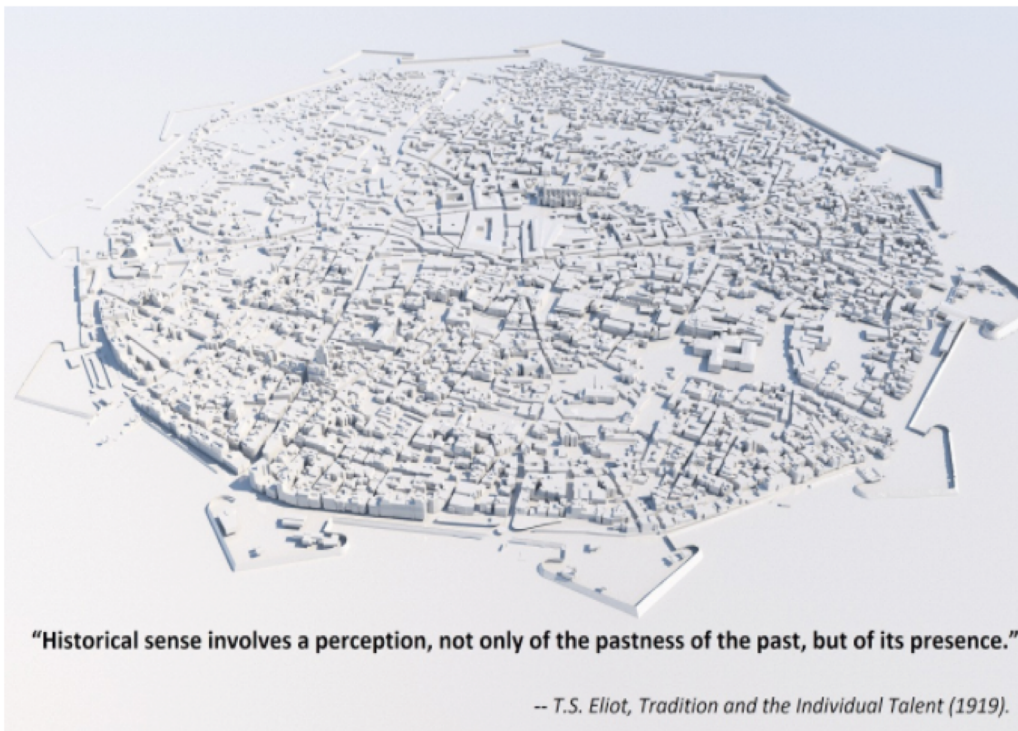 “Historical sense involves a perception, not only of the pastness of the past, but of its presence.”
-- T.S. Eliot, Tradition and the Individual Talent (1919).